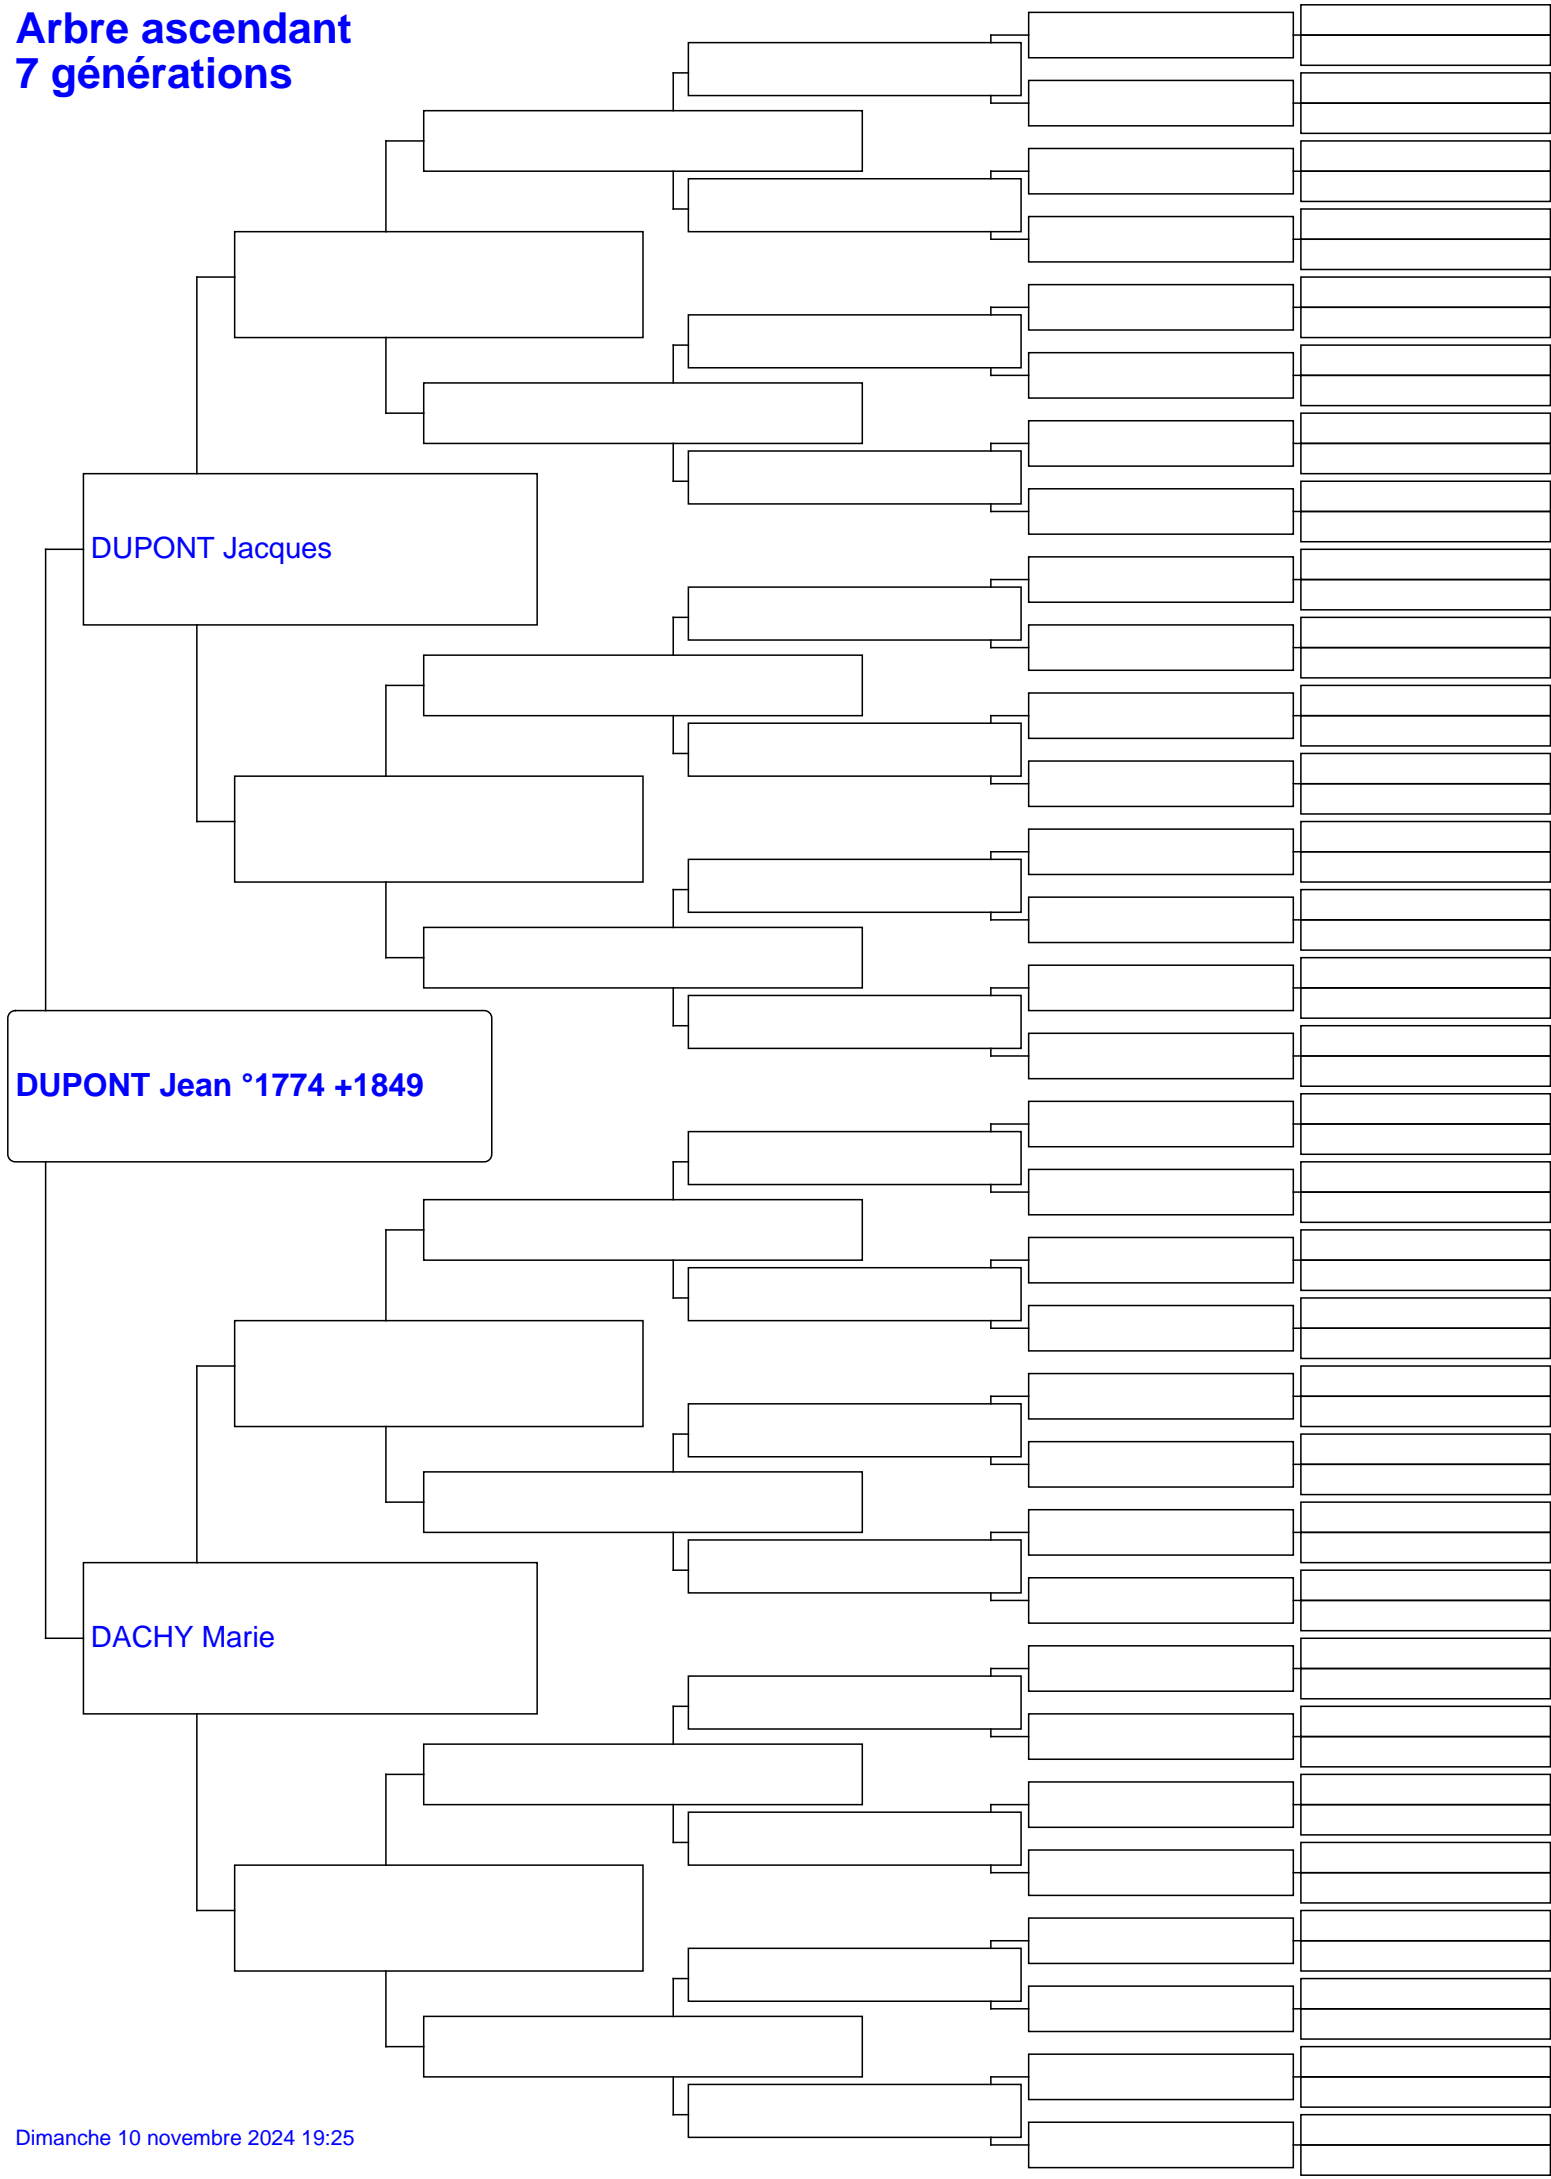 Arbre ascendant
7 générations
DUPONT Jacques
DUPONT Jean °1774 +1849
DACHY Marie
Dimanche 10 novembre 2024 19:25